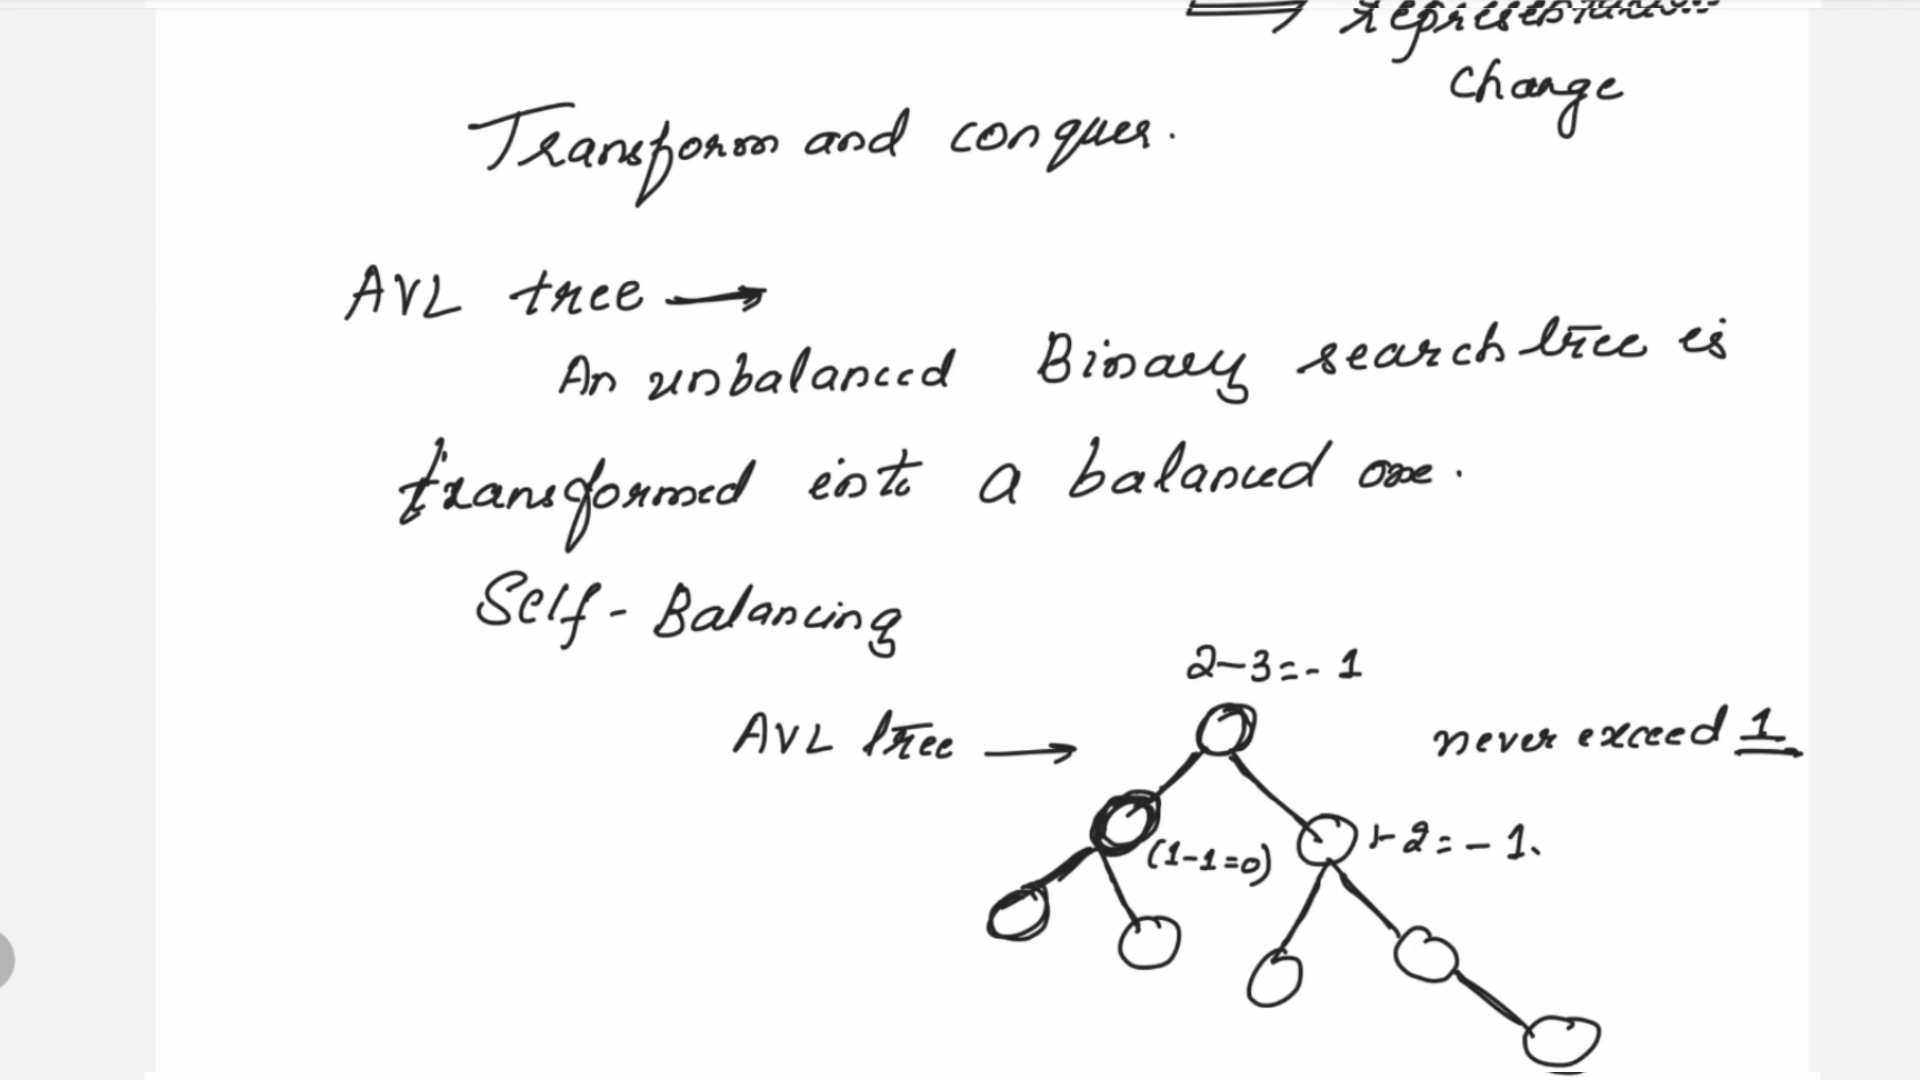 representation
change
Transform and conquer.
AVL tree →
An unbalanced Binary search tree is
transformed into a balanced one.
Self-Balancing
2-3=-1
AVL tree →
never exceed 1
1-2=-1.
(1-1=0)